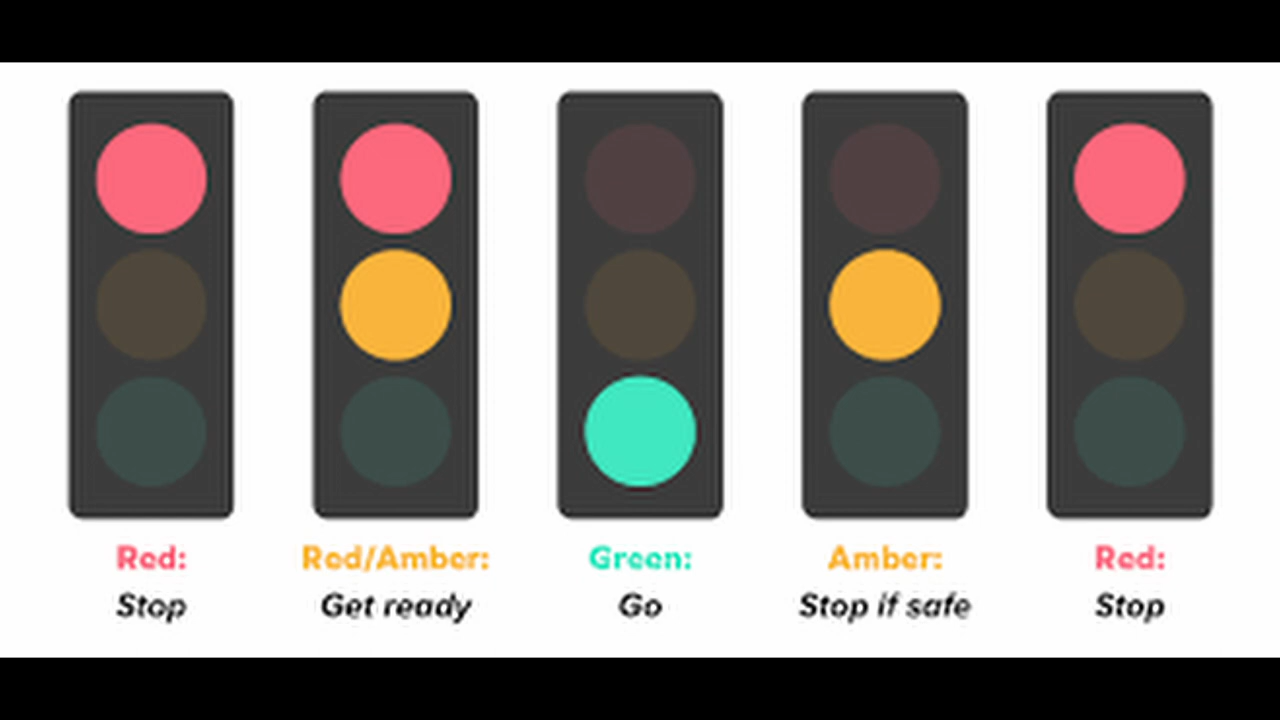 Red:
Stop
Red/Amber:
Get ready
Green:
Go
Amber:
Stop if safe
Red:
Stop